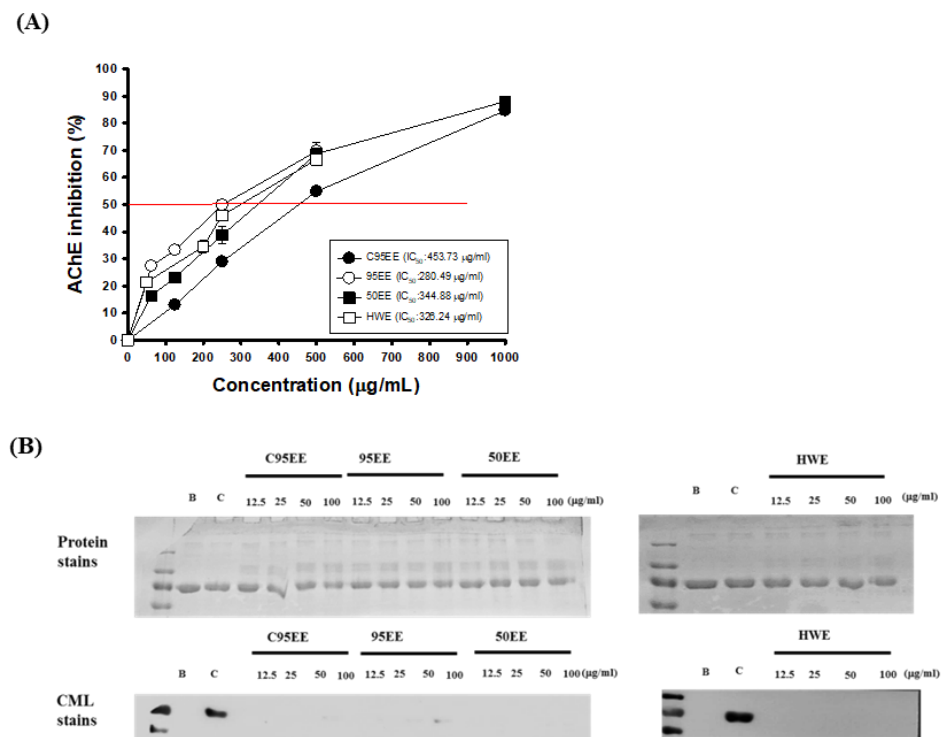 (A)
100
90
80
70
60
50
40
30
20
10
0
AChE inhibition (%)
C95EE (IC50:453.73 μg/ml)
95EE (IC50:280.49 μg/ml)
50EE (IC50:344.88 μg/ml)
HWE (IC50:326.24 μg/ml)
0 100 200 300 400 500 600 700 800 900 1000
Concentration (μg/mL)
(B)
C95EE 95EE 50EE
B C 12.5 25 50 100 12.5 25 50 100 12.5 25 50 100 (μg/ml)
Protein
stains
HWE
B C 12.5 25 50 100 (μg/ml)
C95EE 95EE 50EE
B C 12.5 25 50 100 12.5 25 50 100 12.5 25 50 100 (μg/ml)
CML
stains
HWE
B C 12.5 25 50 100 (μg/ml)